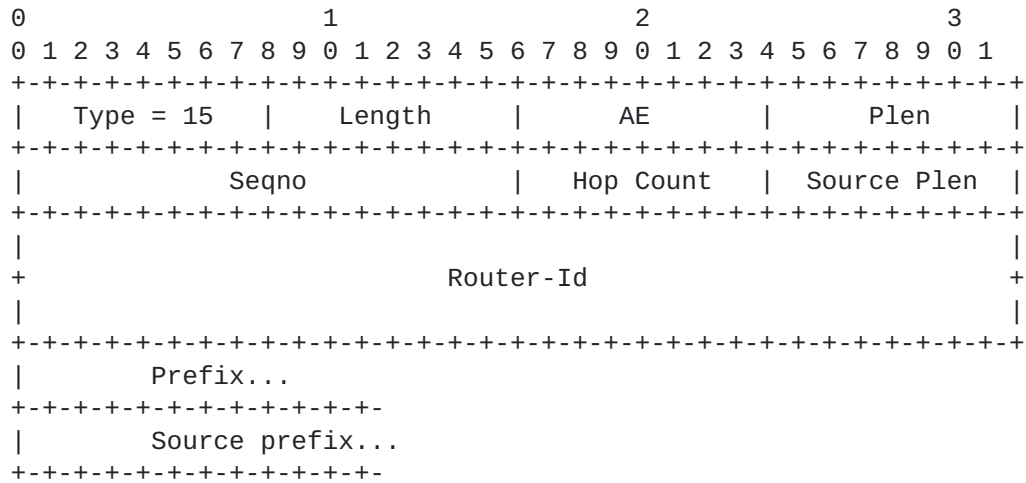 0                   1                   2                   3
0 1 2 3 4 5 6 7 8 9 0 1 2 3 4 5 6 7 8 9 0 1 2 3 4 5 6 7 8 9 0 1
+-+-+-+-+-+-+-+-+-+-+-+-+-+-+-+-+-+-+-+-+-+-+-+-+-+-+-+-+-+-+-+-+
|   Type = 15   |    Length     |      AE       |      Plen     |
+-+-+-+-+-+-+-+-+-+-+-+-+-+-+-+-+-+-+-+-+-+-+-+-+-+-+-+-+-+-+-+-+
|             Seqno             |   Hop Count   |  Source Plen  |
+-+-+-+-+-+-+-+-+-+-+-+-+-+-+-+-+-+-+-+-+-+-+-+-+-+-+-+-+-+-+-+-+
|                                                               |
+                           Router-Id                           +
|                                                               |
+-+-+-+-+-+-+-+-+-+-+-+-+-+-+-+-+-+-+-+-+-+-+-+-+-+-+-+-+-+-+-+-+
|        Prefix...
+-+-+-+-+-+-+-+-+-+-+-+-
|        Source prefix...
+-+-+-+-+-+-+-+-+-+-+-+-